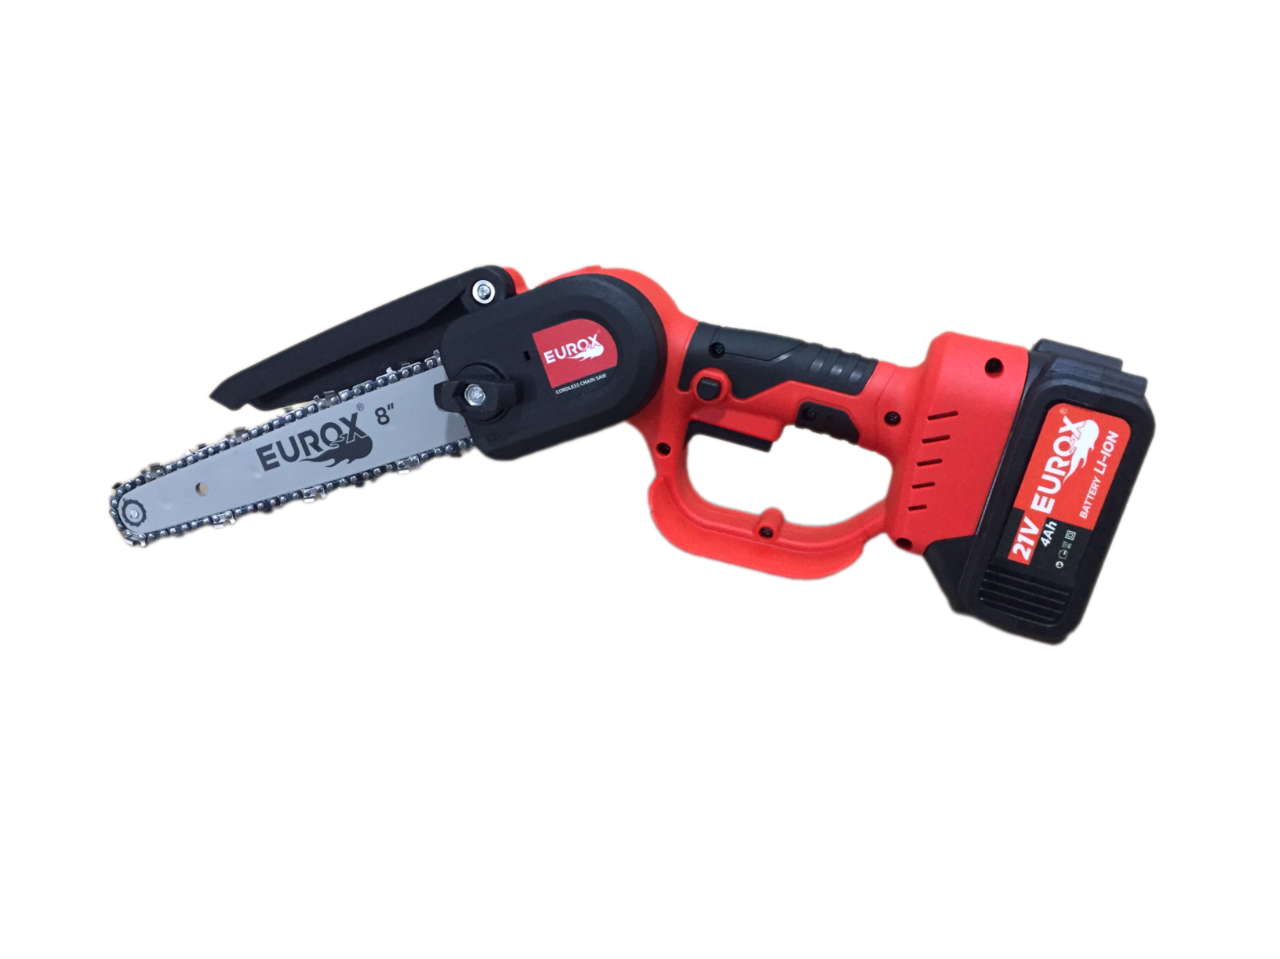 EUROX
8"
EUROX
CORDLESS CHAIN SAW
21V EUROX
4Ah BATTERY LI-ION